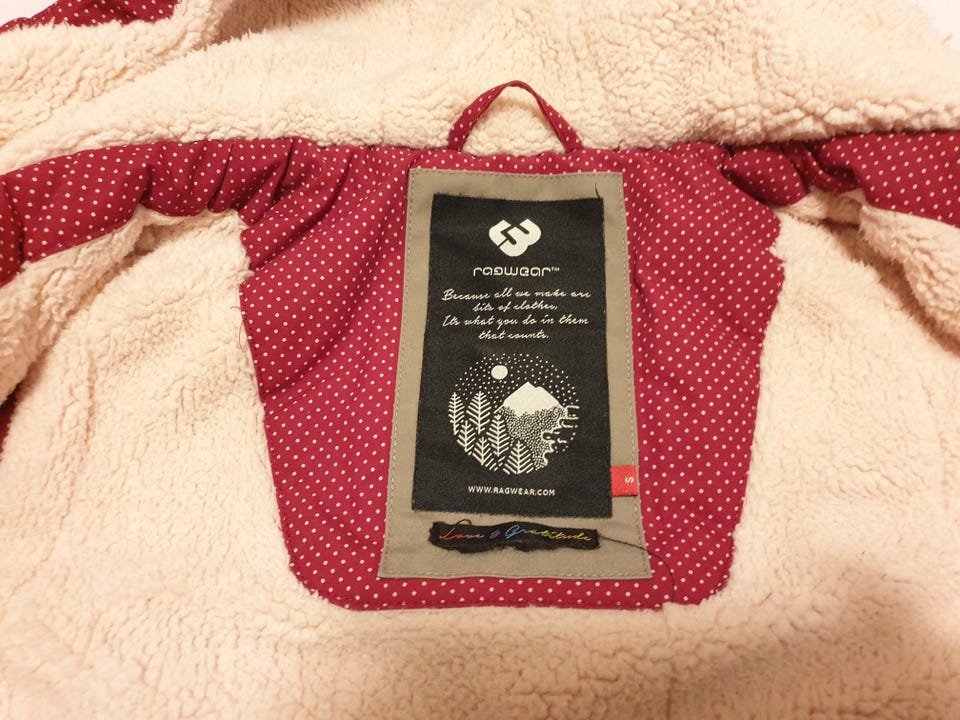 ragwear™
Because all we make are
bits of clothes,
Its what you do in them
that counts.
WWW.RAGWEAR.COM
S
Love & Gratitude